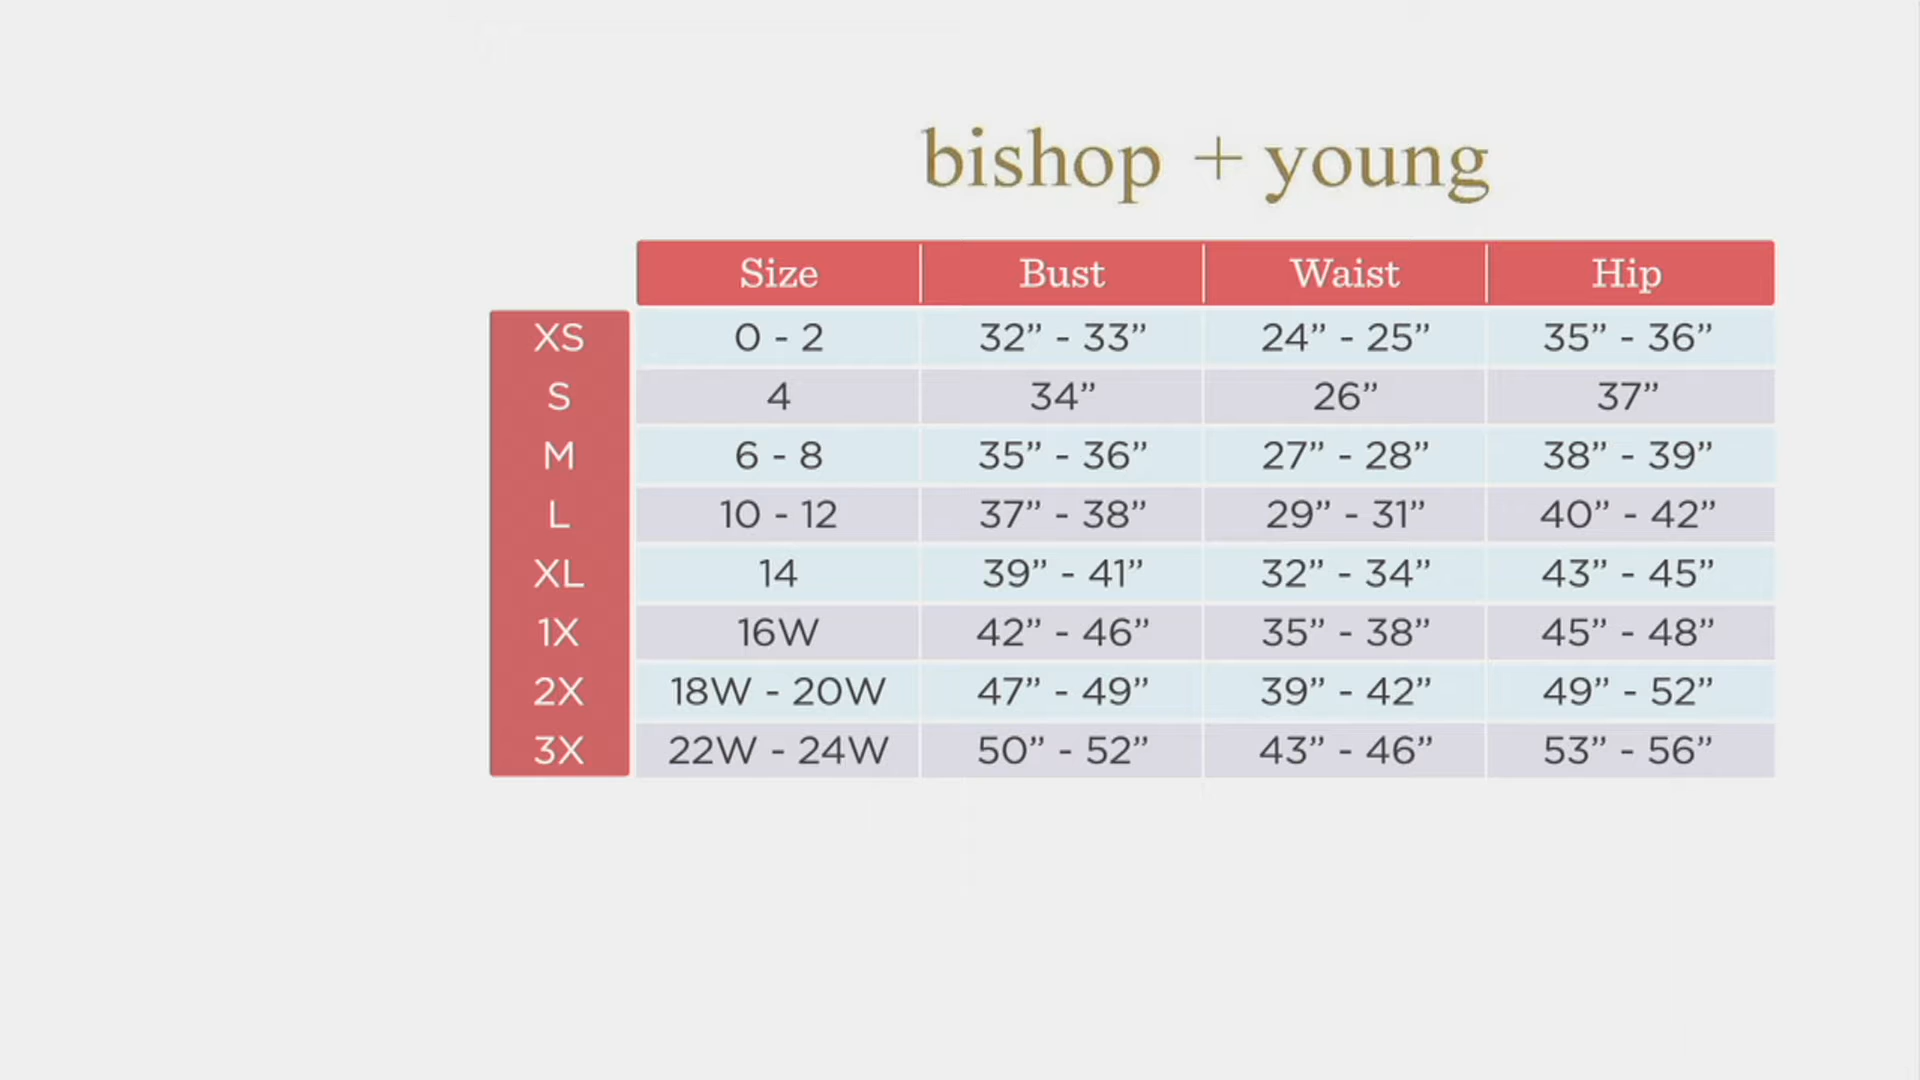 bishop + young
Size Bust Waist Hip
XS 0 - 2 32” - 33” 24” - 25” 35” - 36”
S 4 34” 26” 37”
M 6 - 8 35” - 36” 27” - 28” 38” - 39”
L 10 - 12 37” - 38” 29” - 31” 40” - 42”
XL 14 39” - 41” 32” - 34” 43” - 45”
1X 16W 42” - 46” 35” - 38” 45” - 48”
2X 18W - 20W 47” - 49” 39” - 42” 49” - 52”
3X 22W - 24W 50” - 52” 43” - 46” 53” - 56”